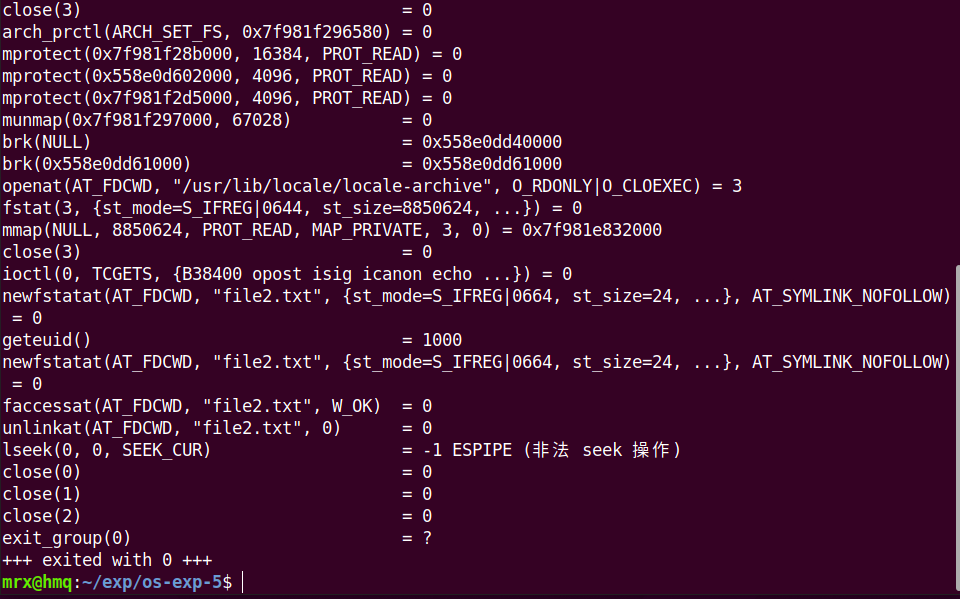 close(3)                                = 0
arch_prctl(ARCH_SET_FS, 0x7f981f296580) = 0
mprotect(0x7f981f28b000, 16384, PROT_READ) = 0
mprotect(0x558e0d602000, 4096, PROT_READ) = 0
mprotect(0x7f981f2d5000, 4096, PROT_READ) = 0
munmap(0x7f981f297000, 67028)           = 0
brk(NULL)                               = 0x558e0dd40000
brk(0x558e0dd61000)                     = 0x558e0dd61000
openat(AT_FDCWD, "/usr/lib/locale/locale-archive", O_RDONLY|O_CLOEXEC) = 3
fstat(3, {st_mode=S_IFREG|0644, st_size=8850624, ...}) = 0
mmap(NULL, 8850624, PROT_READ, MAP_PRIVATE, 3, 0) = 0x7f981e832000
close(3)                                = 0
ioctl(0, TCGETS, {B38400 opost isig icanon echo ...}) = 0
newfstatat(AT_FDCWD, "file2.txt", {st_mode=S_IFREG|0664, st_size=24, ...}, AT_SYMLINK_NOFOLLOW)
 = 0
geteuid()                               = 1000
newfstatat(AT_FDCWD, "file2.txt", {st_mode=S_IFREG|0664, st_size=24, ...}, AT_SYMLINK_NOFOLLOW)
 = 0
faccessat(AT_FDCWD, "file2.txt", W_OK)  = 0
unlinkat(AT_FDCWD, "file2.txt", 0)      = 0
lseek(0, 0, SEEK_CUR)                   = -1 ESPIPE (非法 seek 操作)
close(0)                                = 0
close(1)                                = 0
close(2)                                = 0
exit_group(0)                           = ?
+++ exited with 0 +++
mrx@hmq:~/exp/os-exp-5$